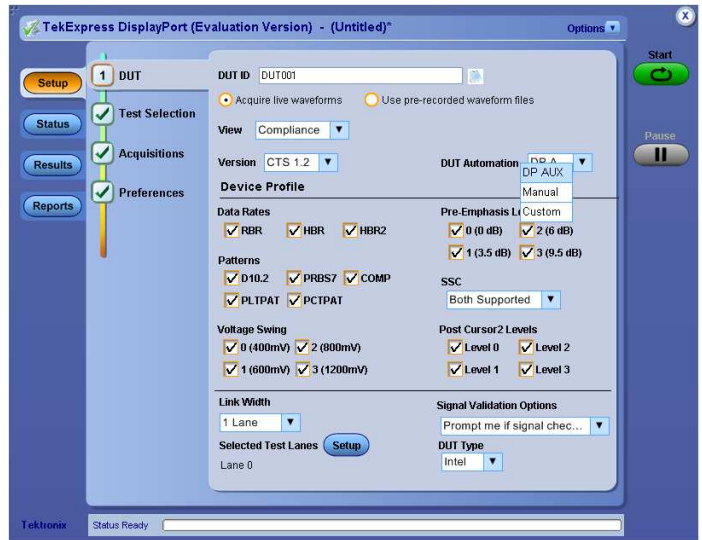 TekExpress DisplayPort (Evaluation Version) - (Untitled)*
Options
x
Start
Setup
1 DUT
DUT ID DUT001
Acquire live waveforms Use pre-recorded waveform files
Test Selection
Status
View Compliance
Pause
Acquisitions
Results
Version CTS 1.2
DUT Automation DP A
DP AUX
Manual
Custom
Preferences
Reports
Device Profile
Data Rates
RBR HBR HBR2
Pre-Emphasis
0 (0 dB) 2 (6 dB)
1 (3.5 dB) 3 (9.5 dB)
Patterns
D10.2 PRBS7 COMP
PLTPAT PCTPAT
SSC
Both Supported
Voltage Swing
0 (400mV) 2 (800mV)
1 (600mV) 3 (1200mV)
Post Cursor2 Levels
Level 0 Level 2
Level 1 Level 3
Link Width
1 Lane
Signal Validation Options
Prompt me if signal chec...
Selected Test Lanes Setup
Lane 0
DUT Type
Intel
Tektronix
Status Ready